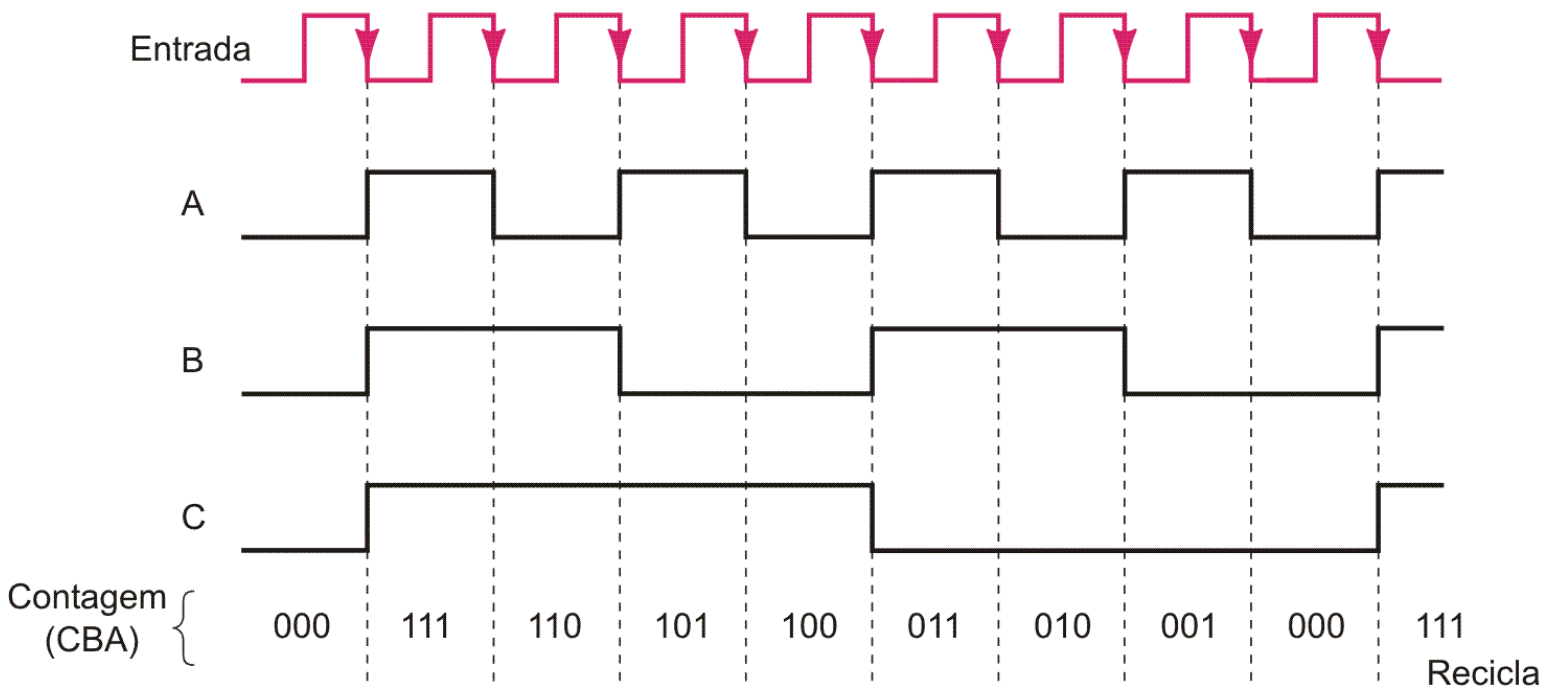 Entrada
A
B
C
Contagem
(CBA)
000 111 110 101 100 011 010 001 000 111
Recicla